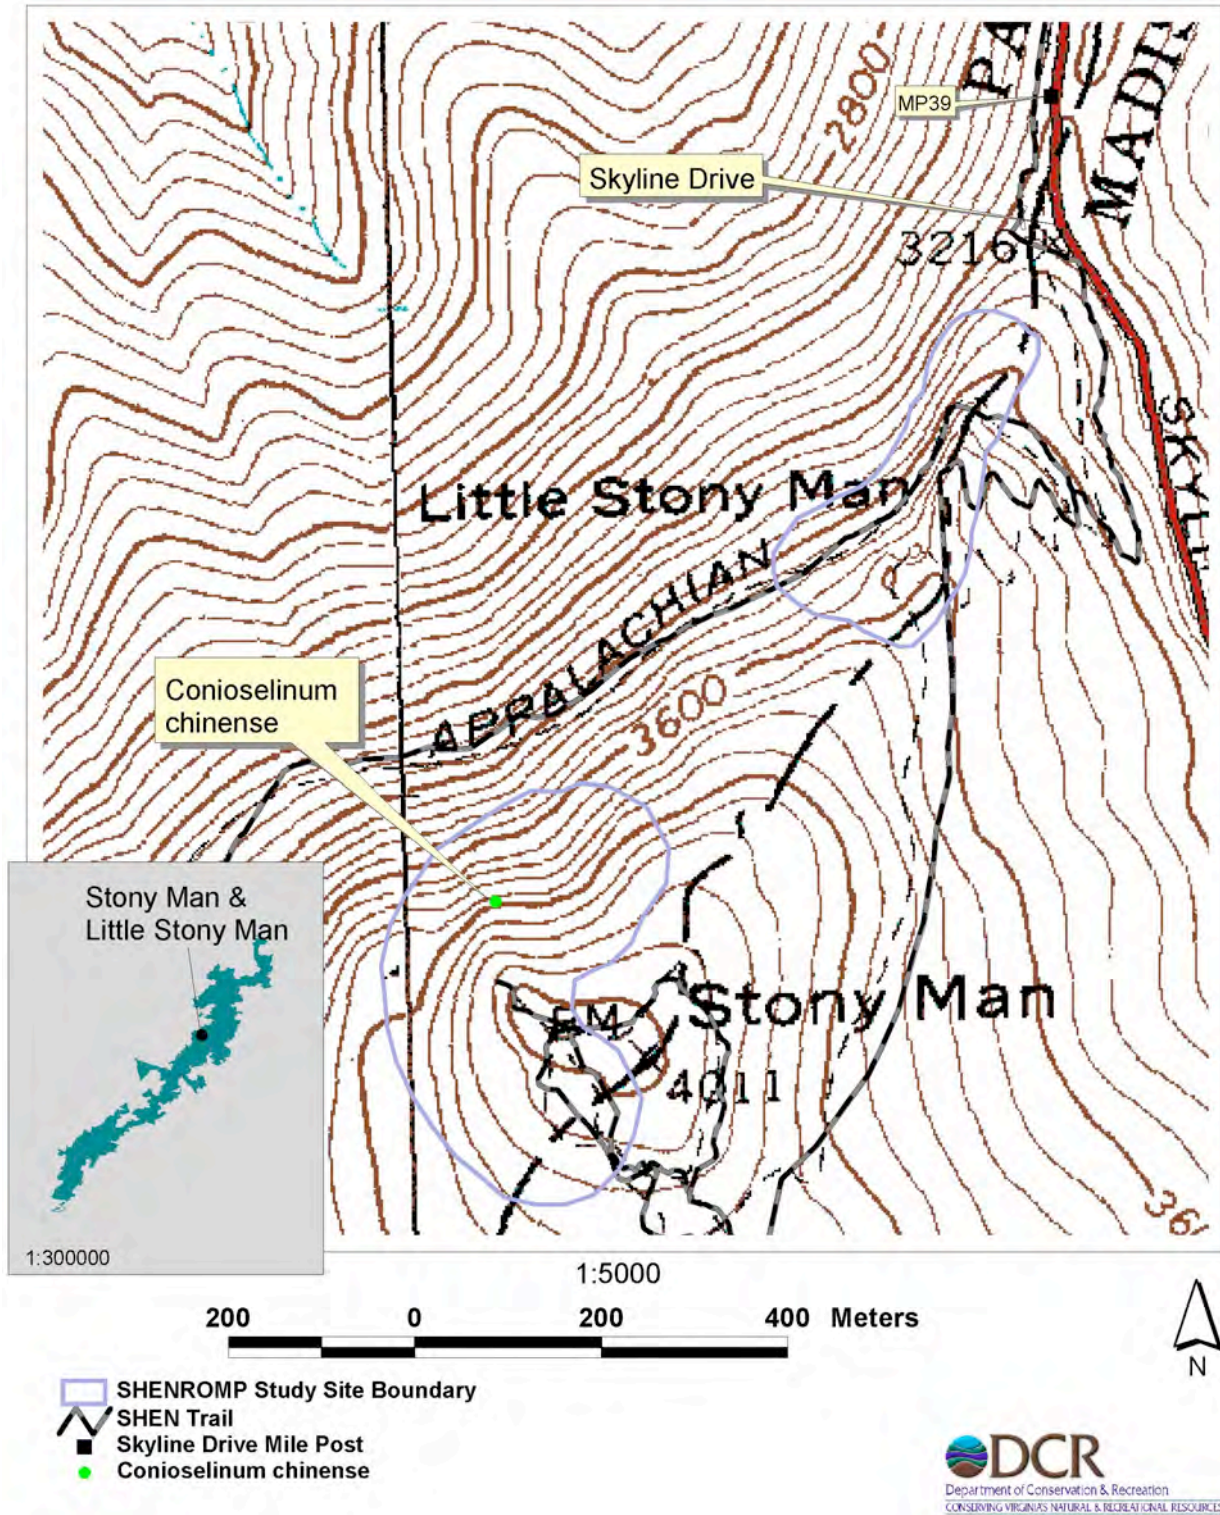 PA
MADI
MP39
2800
Skyline Drive
3216
SKYL
Little Stony Man
APPALACHIAN
3600
Conioselinum
chinense
Stony Man &
Little Stony Man
Stony Man
4011
36
1:300000
1:5000
200 0 200 400 Meters
N
SHENROMP Study Site Boundary
SHEN Trail
Skyline Drive Mile Post
Conioselinum chinense
DCR
Department of Conservation & Recreation
CONSERVING VIRGINIA'S NATURAL & RECREATIONAL RESOURCES